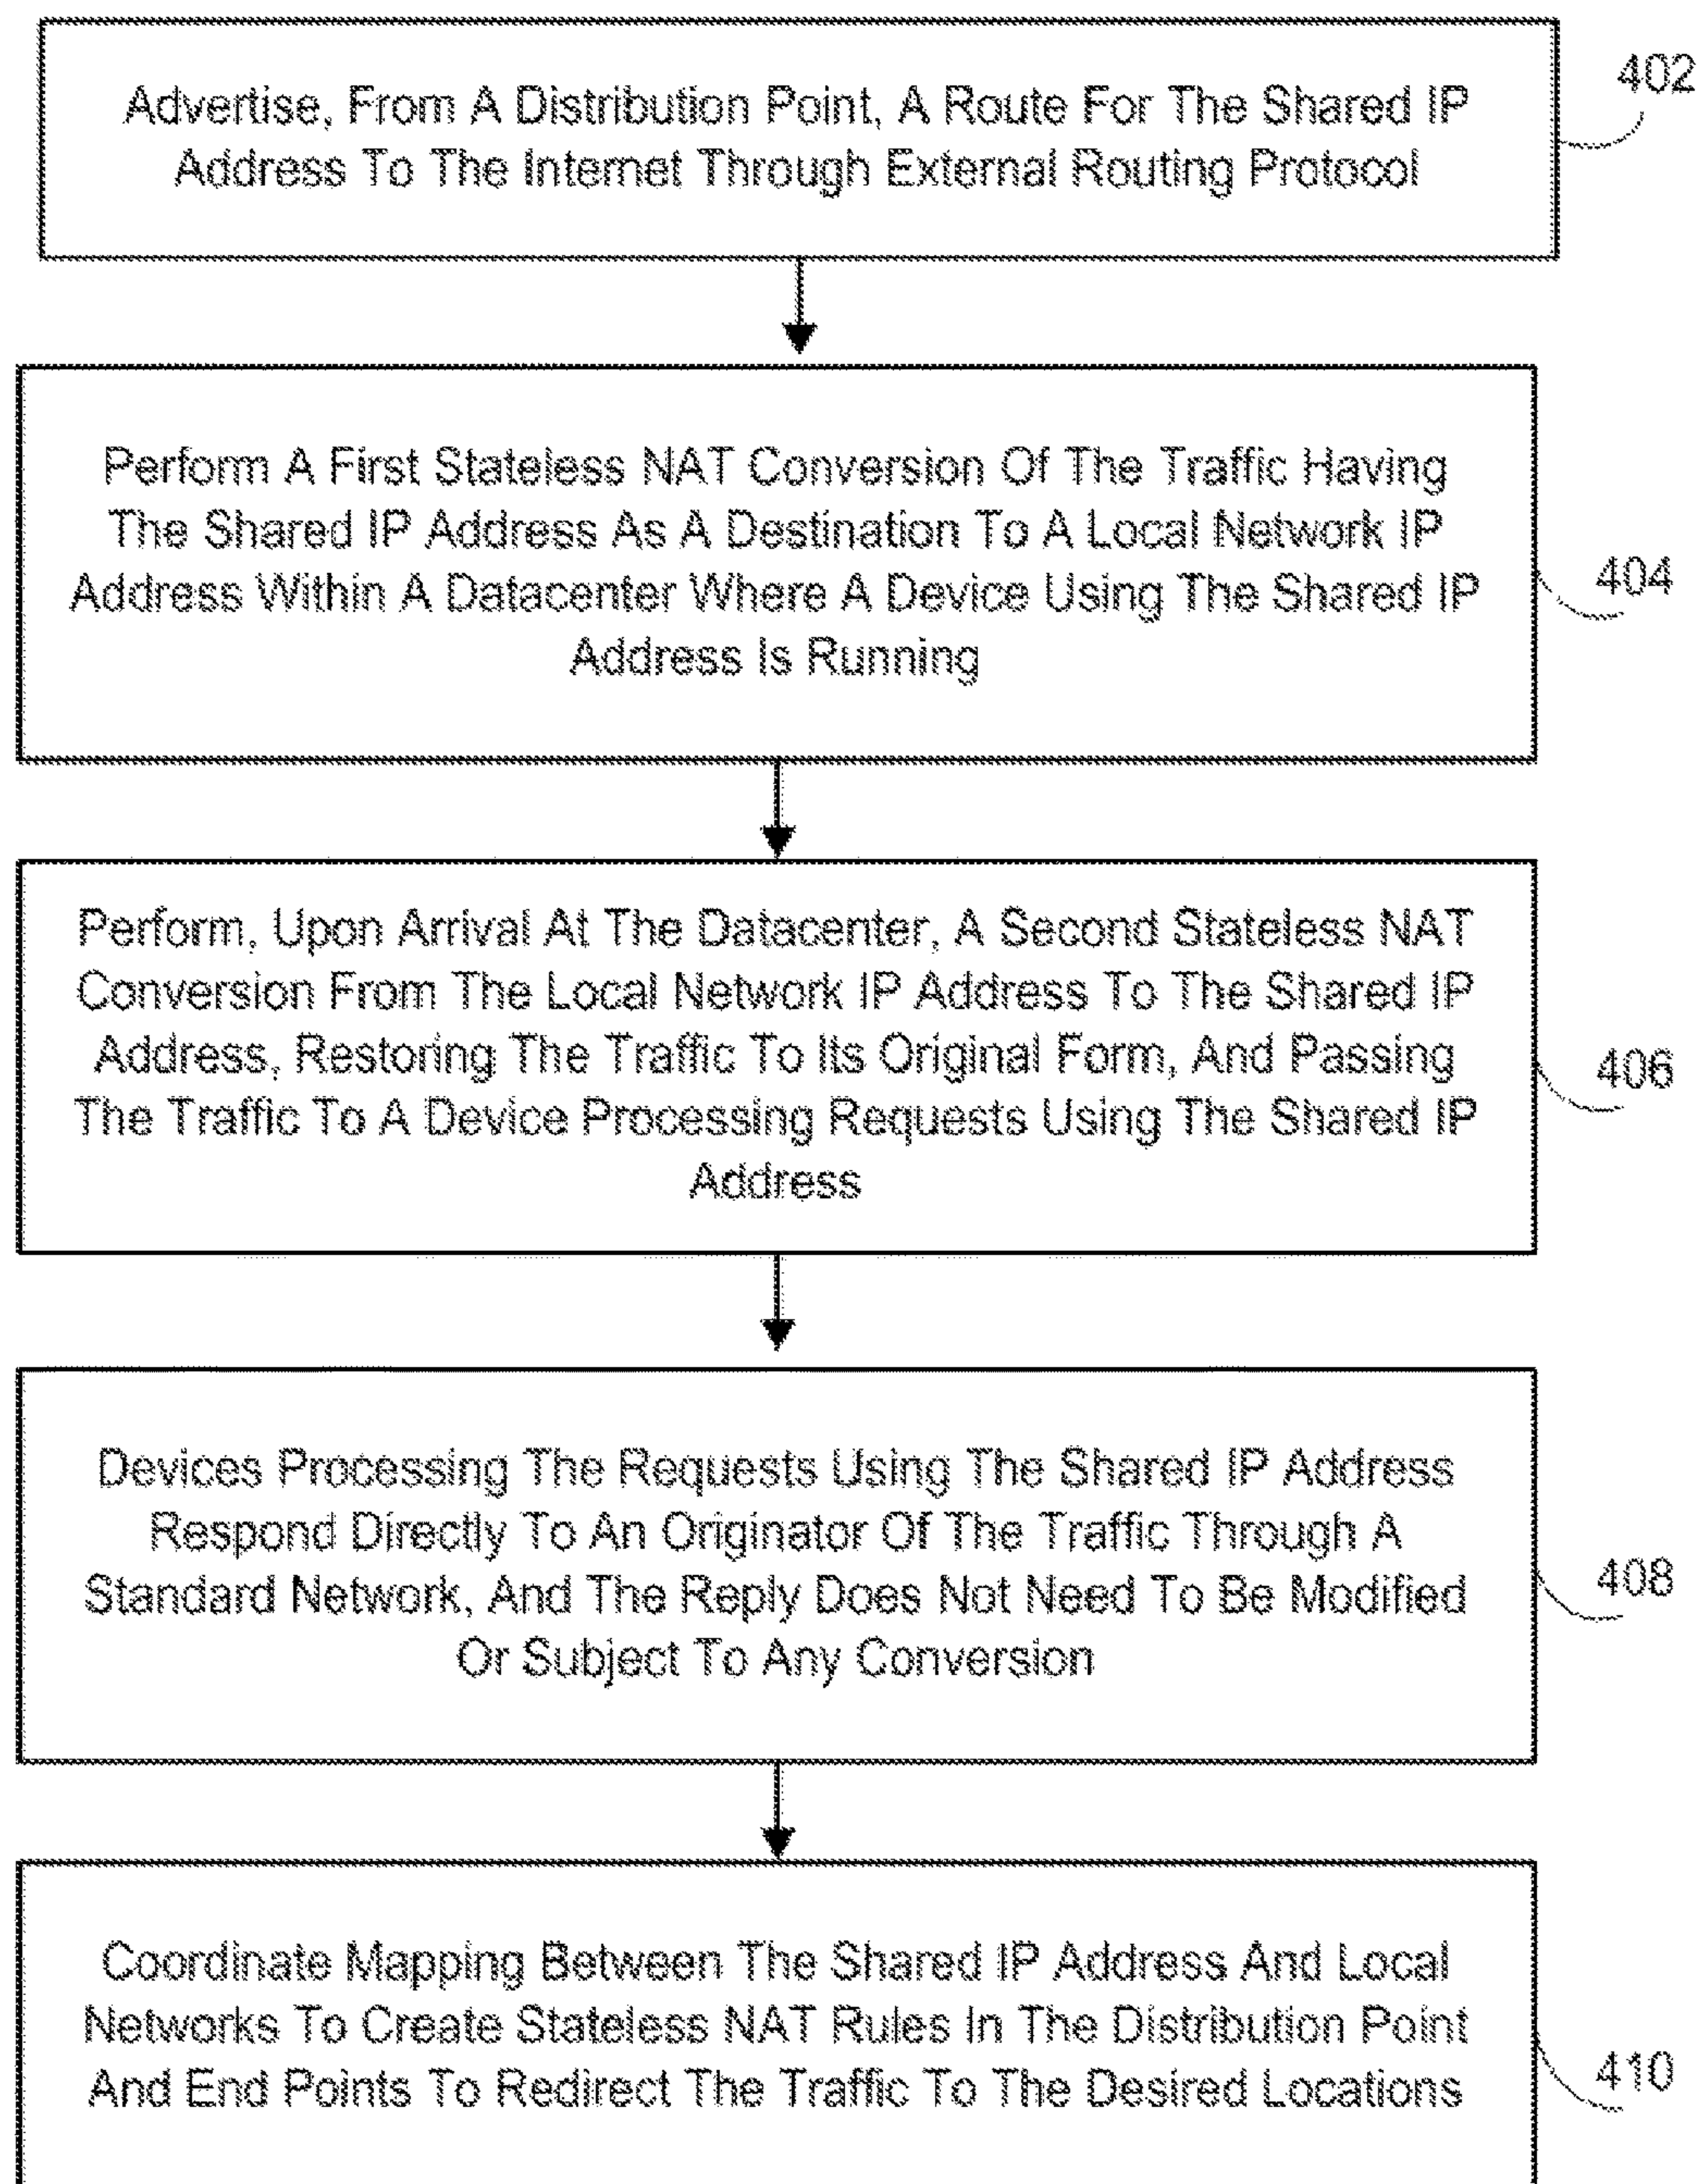 Advertise, From A Distribution Point, A Route For The Shared IP
Address To The Internet Through External Routing Protocol
402
Perform A First Stateless NAT Conversion Of The Traffic Having
The Shared IP Address As A Destination To A Local Network IP
Address Within A Datacenter Where A Device Using The Shared IP
Address Is Running
404
Perform, Upon Arrival At The Datacenter, A Second Stateless NAT
Conversion From The Local Network IP Address To The Shared IP
Address, Restoring The Traffic To Its Original Form, And Passing
The Traffic To A Device Processing Requests Using The Shared IP
Address
406
Devices Processing The Requests Using The Shared IP Address
Respond Directly To An Originator Of The Traffic Through A
Standard Network, And The Reply Does Not Need To Be Modified
Or Subject To Any Conversion
408
Coordinate Mapping Between The Shared IP Address And Local
Networks To Create Stateless NAT Rules In The Distribution Point
And End Points To Redirect The Traffic To The Desired Locations
410